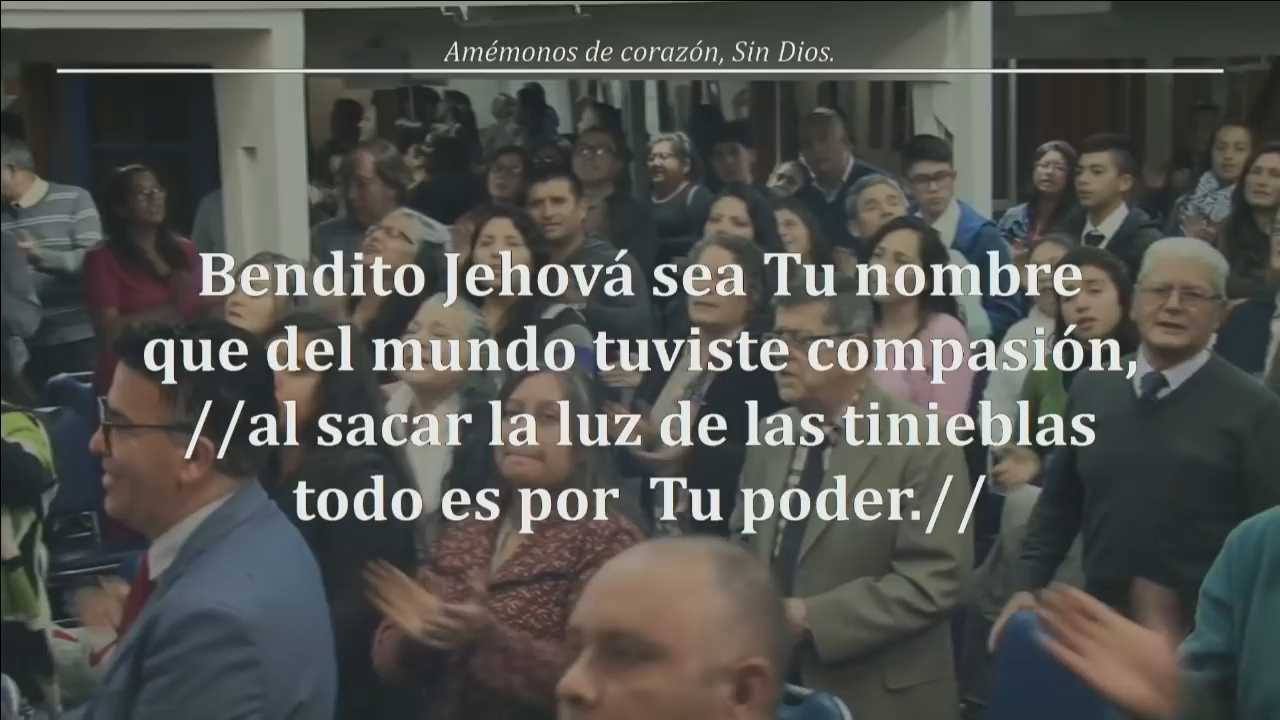 Amémonos de corazón, Sin Dios.
Bendito Jehová sea Tu nombre
que del mundo tuviste compasión,
//al sacar la luz de las tinieblas
todo es por  Tu poder.//